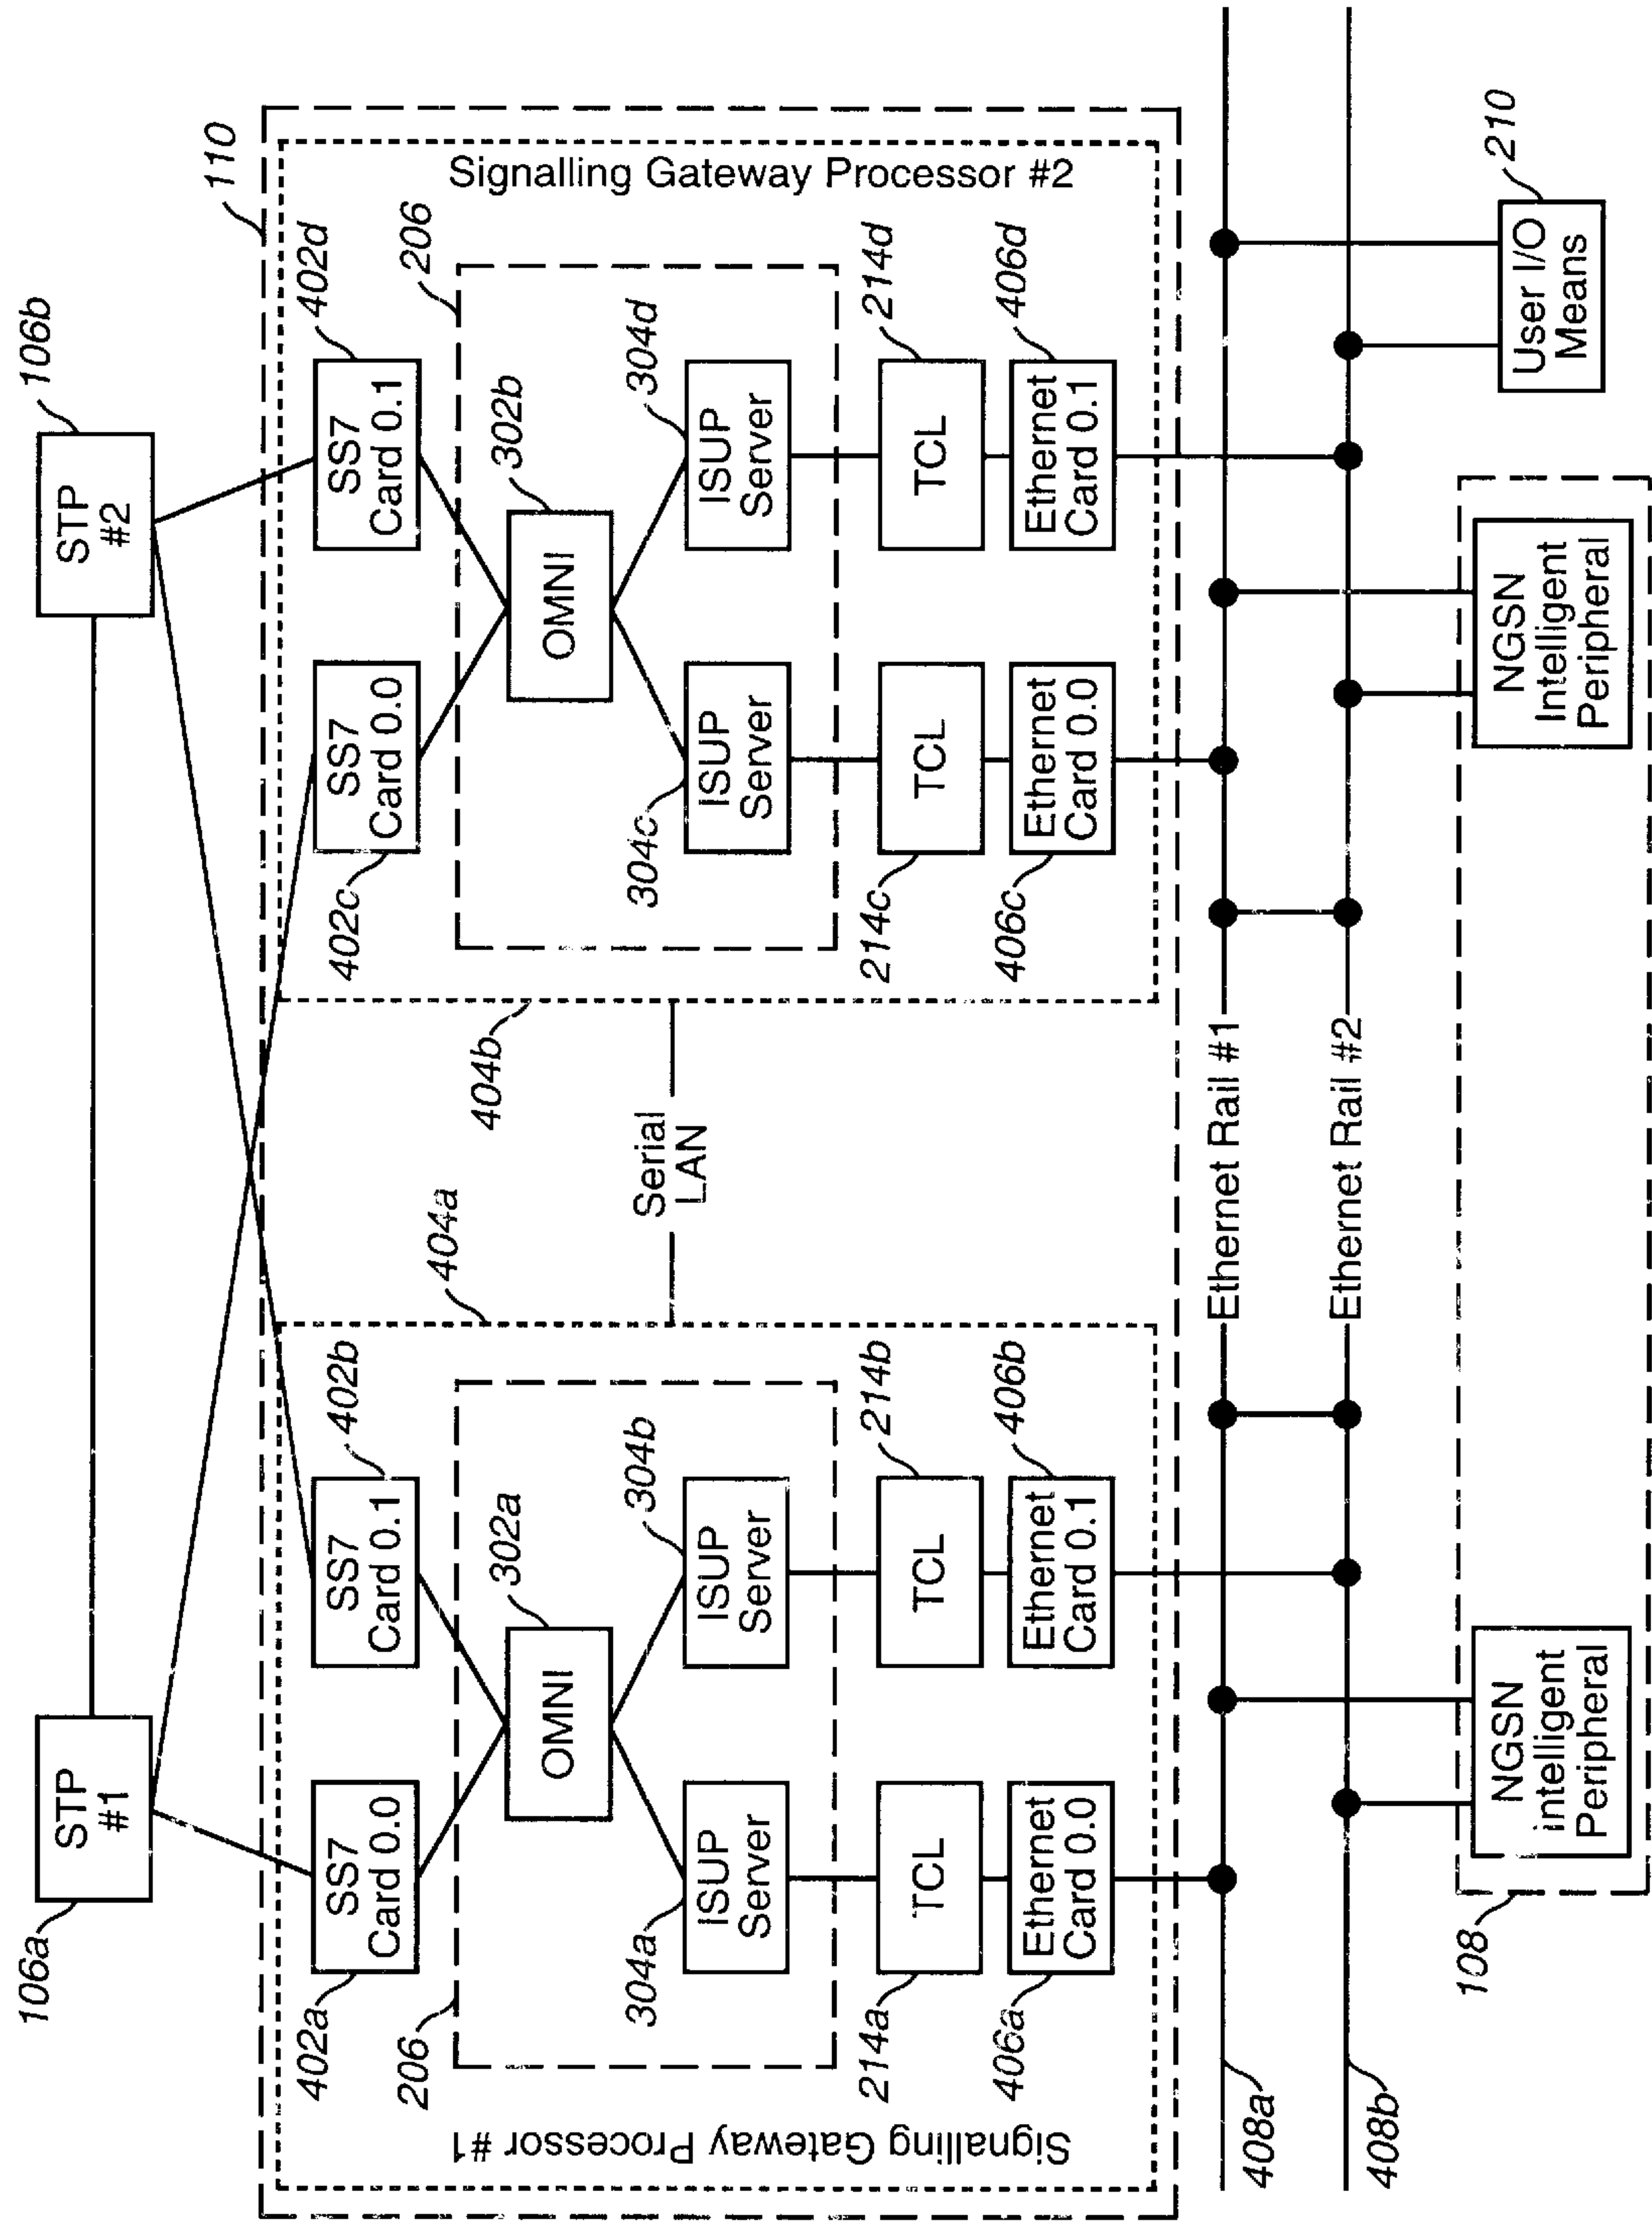 106a
STP
#1
106b
STP
#2
110
402a
SS7
Card 0.0
402b
SS7
Card 0.1
402c
SS7
Card 0.0
402d
SS7
Card 0.1
206
302a
OMNI
302b
OMNI
206
404a
404b
Signalling Gateway Processor #1
Signalling Gateway Processor #2
304a
ISUP
Server
304b
ISUP
Server
Serial
LAN
304c
ISUP
Server
304d
ISUP
Server
214a
TCL
214b
TCL
214c
TCL
214d
TCL
406a
Ethernet
Card 0.0
406b
Ethernet
Card 0.1
406c
Ethernet
Card 0.0
406d
Ethernet
Card 0.1
408a
Ethernet Rail #1
408b
Ethernet Rail #2
108
NGSN
intelligent
Peripheral
NGSN
Intelligent
Peripheral
210
User I/O
Means